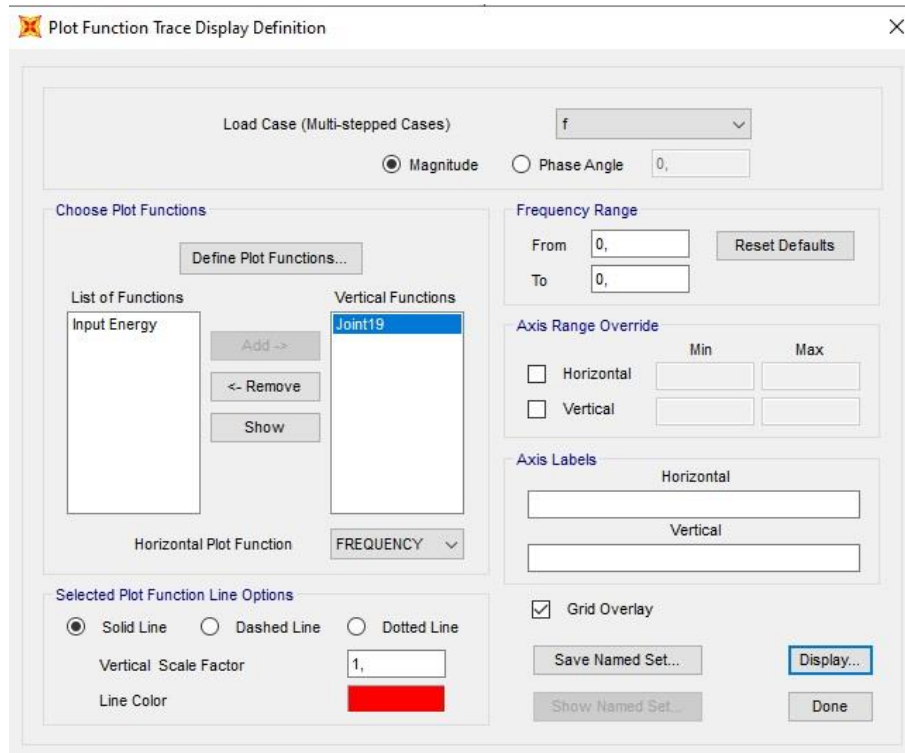 Plot Function Trace Display Definition
Load Case (Multi-stepped Cases)
f
Magnitude
Phase Angle
0,
Choose Plot Functions
Define Plot Functions...
List of Functions
Vertical Functions
Input Energy
Joint19
Add ->
<- Remove
Show
Horizontal Plot Function
FREQUENCY
Frequency Range
From
0,
Reset Defaults
To
0,
Axis Range Override
Min
Max
Horizontal
Vertical
Axis Labels
Horizontal
Vertical
Selected Plot Function Line Options
Solid Line
Dashed Line
Dotted Line
Vertical Scale Factor
1,
Line Color
Grid Overlay
Save Named Set...
Display...
Show Named Set...
Done